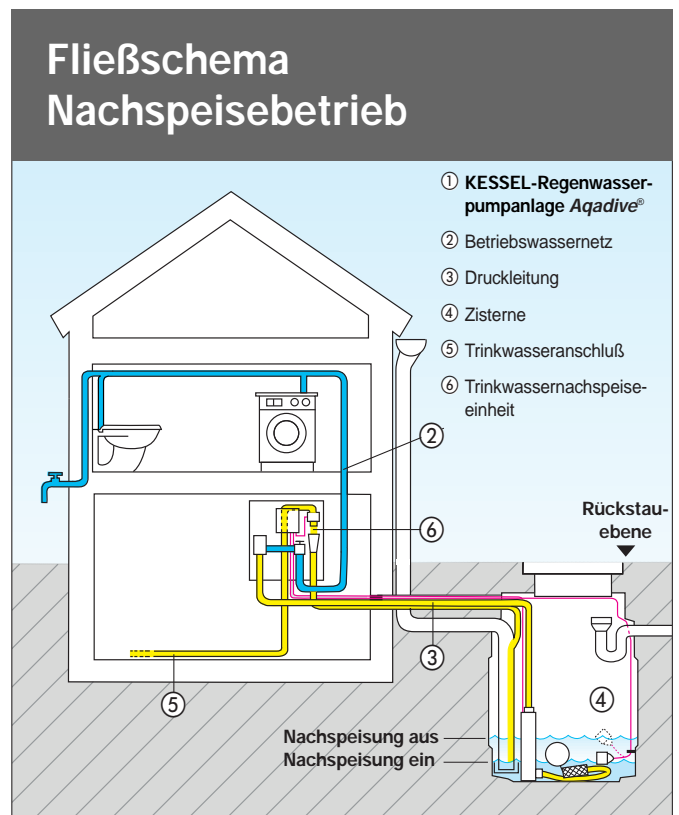 Fließschema
Nachspeisebetrieb
① KESSEL-Regenwasser-
pumpanlage Aqadive®
② Betriebswassernetz
③ Druckleitung
④ Zisterne
⑤ Trinkwasseranschluß
⑥ Trinkwassernachspeise-
einheit
②
⑥
Rückstau-
ebene
③
⑤
④
Nachspeisung aus
Nachspeisung ein